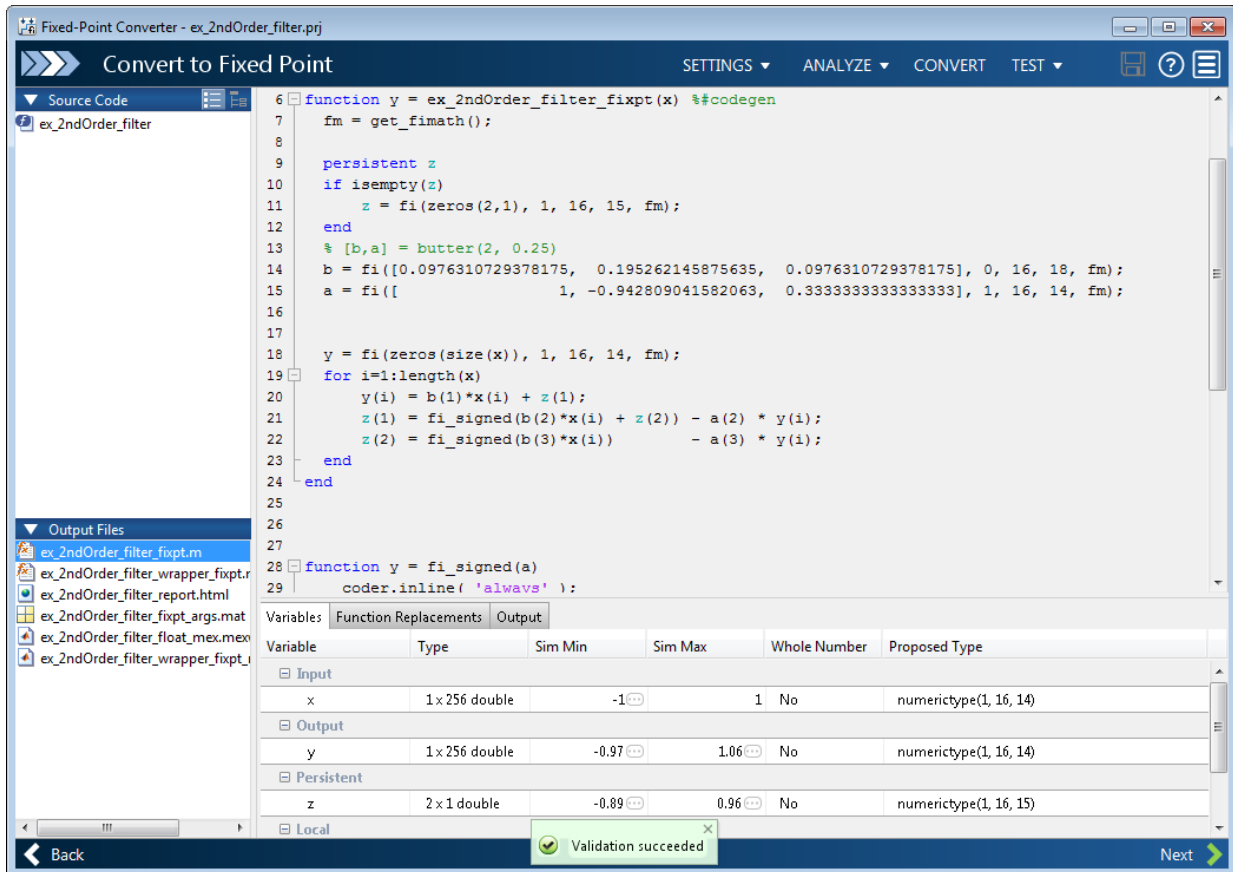 Fixed-Point Converter - ex_2ndOrder_filter.prj
Convert to Fixed Point
SETTINGS ▼ ANALYZE ▼ CONVERT TEST ▼
Source Code
ex_2ndOrder_filter
6 function y = ex_2ndOrder_filter_fixpt(x) %#codegen
7 fm = get_fimath();
8
9 persistent z
10 if isempty(z)
11 z = fi(zeros(2,1), 1, 16, 15, fm);
12 end
13 % [b,a] = butter(2, 0.25)
14 b = fi([0.0976310729378175, 0.195262145875635, 0.0976310729378175], 0, 16, 18, fm);
15 a = fi([ 1, -0.942809041582063, 0.3333333333333333], 1, 16, 14, fm);
16
17
18 y = fi(zeros(size(x)), 1, 16, 14, fm);
19 for i=1:length(x)
20 y(i) = b(1)*x(i) + z(1);
21 z(1) = fi_signed(b(2)*x(i) + z(2)) - a(2) * y(i);
22 z(2) = fi_signed(b(3)*x(i)) - a(3) * y(i);
23 end
24 end
25
26
27
28 function y = fi_signed(a)
29 coder.inline( 'always' );
Output Files
ex_2ndOrder_filter_fixpt.m
ex_2ndOrder_filter_wrapper_fixpt.
ex_2ndOrder_filter_report.html
ex_2ndOrder_filter_fixpt_args.mat
ex_2ndOrder_filter_float_mex.mex
ex_2ndOrder_filter_wrapper_fixpt_
Variables Function Replacements Output
Variable Type Sim Min Sim Max Whole Number Proposed Type
Input
x 1 x 256 double -1 1 No numerictype(1, 16, 14)
Output
y 1 x 256 double -0.97 1.06 No numerictype(1, 16, 14)
Persistent
z 2 x 1 double -0.89 0.96 No numerictype(1, 16, 15)
Local
Validation succeeded
Back
Next